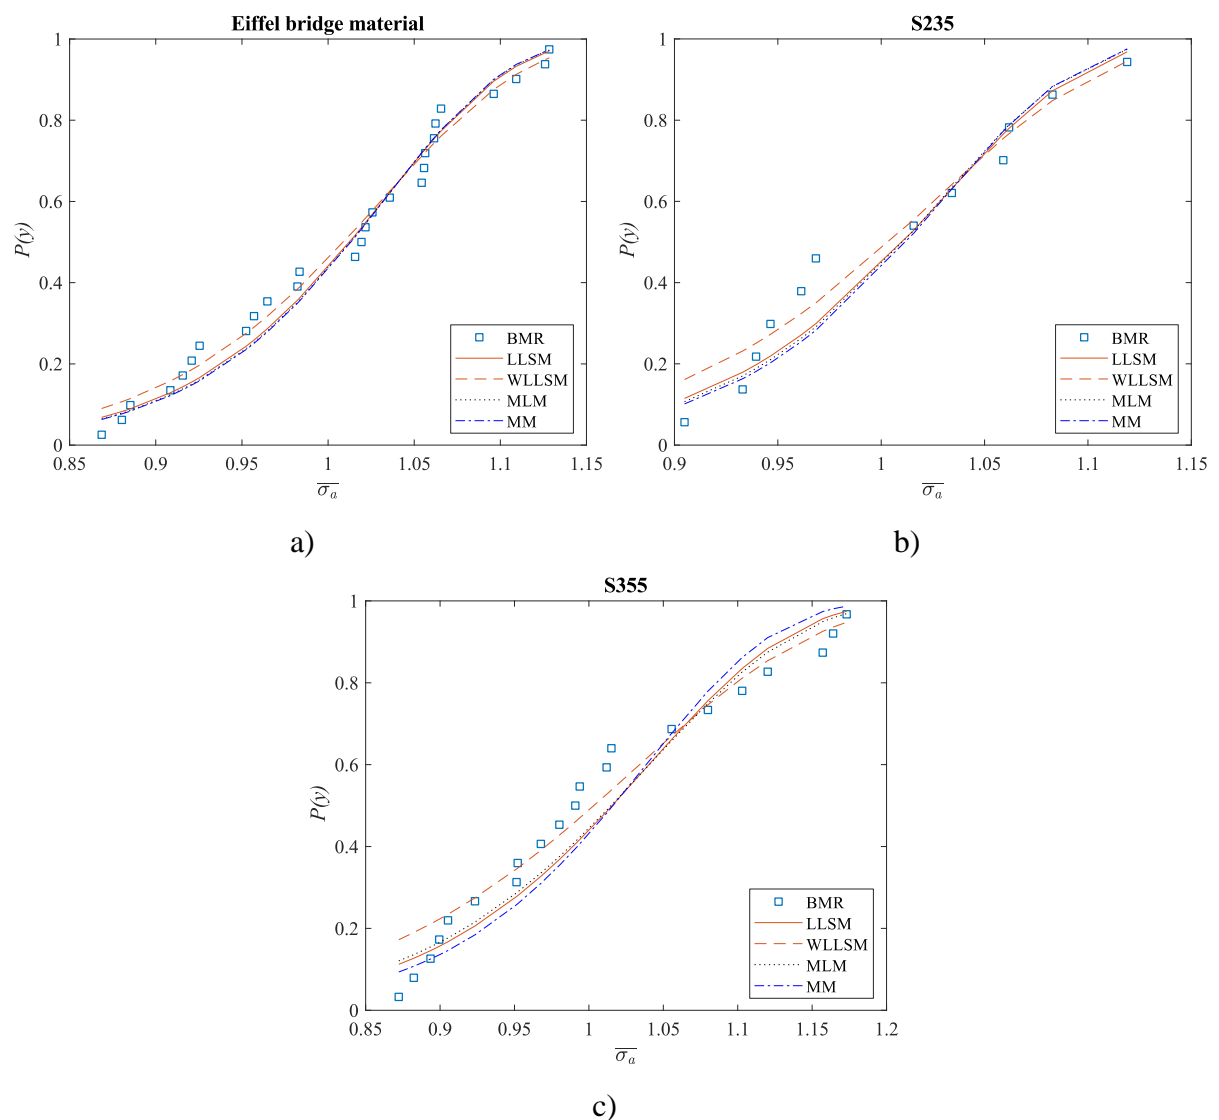 Eiffel bridge material
1
0.8
0.6
0.4
0.2
0
P(y)
0.85
0.9
0.95
1
1.05
1.1
1.15
σₐ
BMR
LLSM
WLLSM
MLM
MM
a)
S235
1
0.8
0.6
0.4
0.2
0
P(y)
0.9
0.95
1
1.05
1.1
1.15
σₐ
BMR
LLSM
WLLSM
MLM
MM
b)
S355
1
0.8
0.6
0.4
0.2
0
P(y)
0.85
0.9
0.95
1
1.05
1.1
1.15
1.2
σₐ
BMR
LLSM
WLLSM
MLM
MM
c)